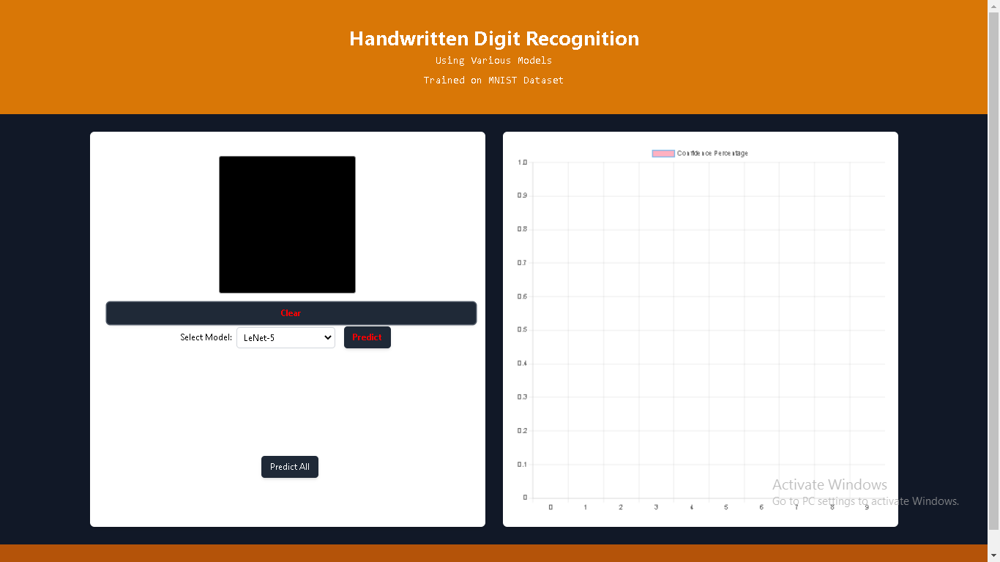 Handwritten Digit Recognition
Using Various Models
Trained on MNIST Dataset
Clear
Select Model: LeNet-5 Predict
Predict All
Confidence Percentage
1.0
0.9
0.8
0.7
0.6
0.5
0.4
0.3
0.2
0.1
0
0 1 2 3 4 5 6 7 8 9
Activate Windows
Go to PC settings to activate Windows.